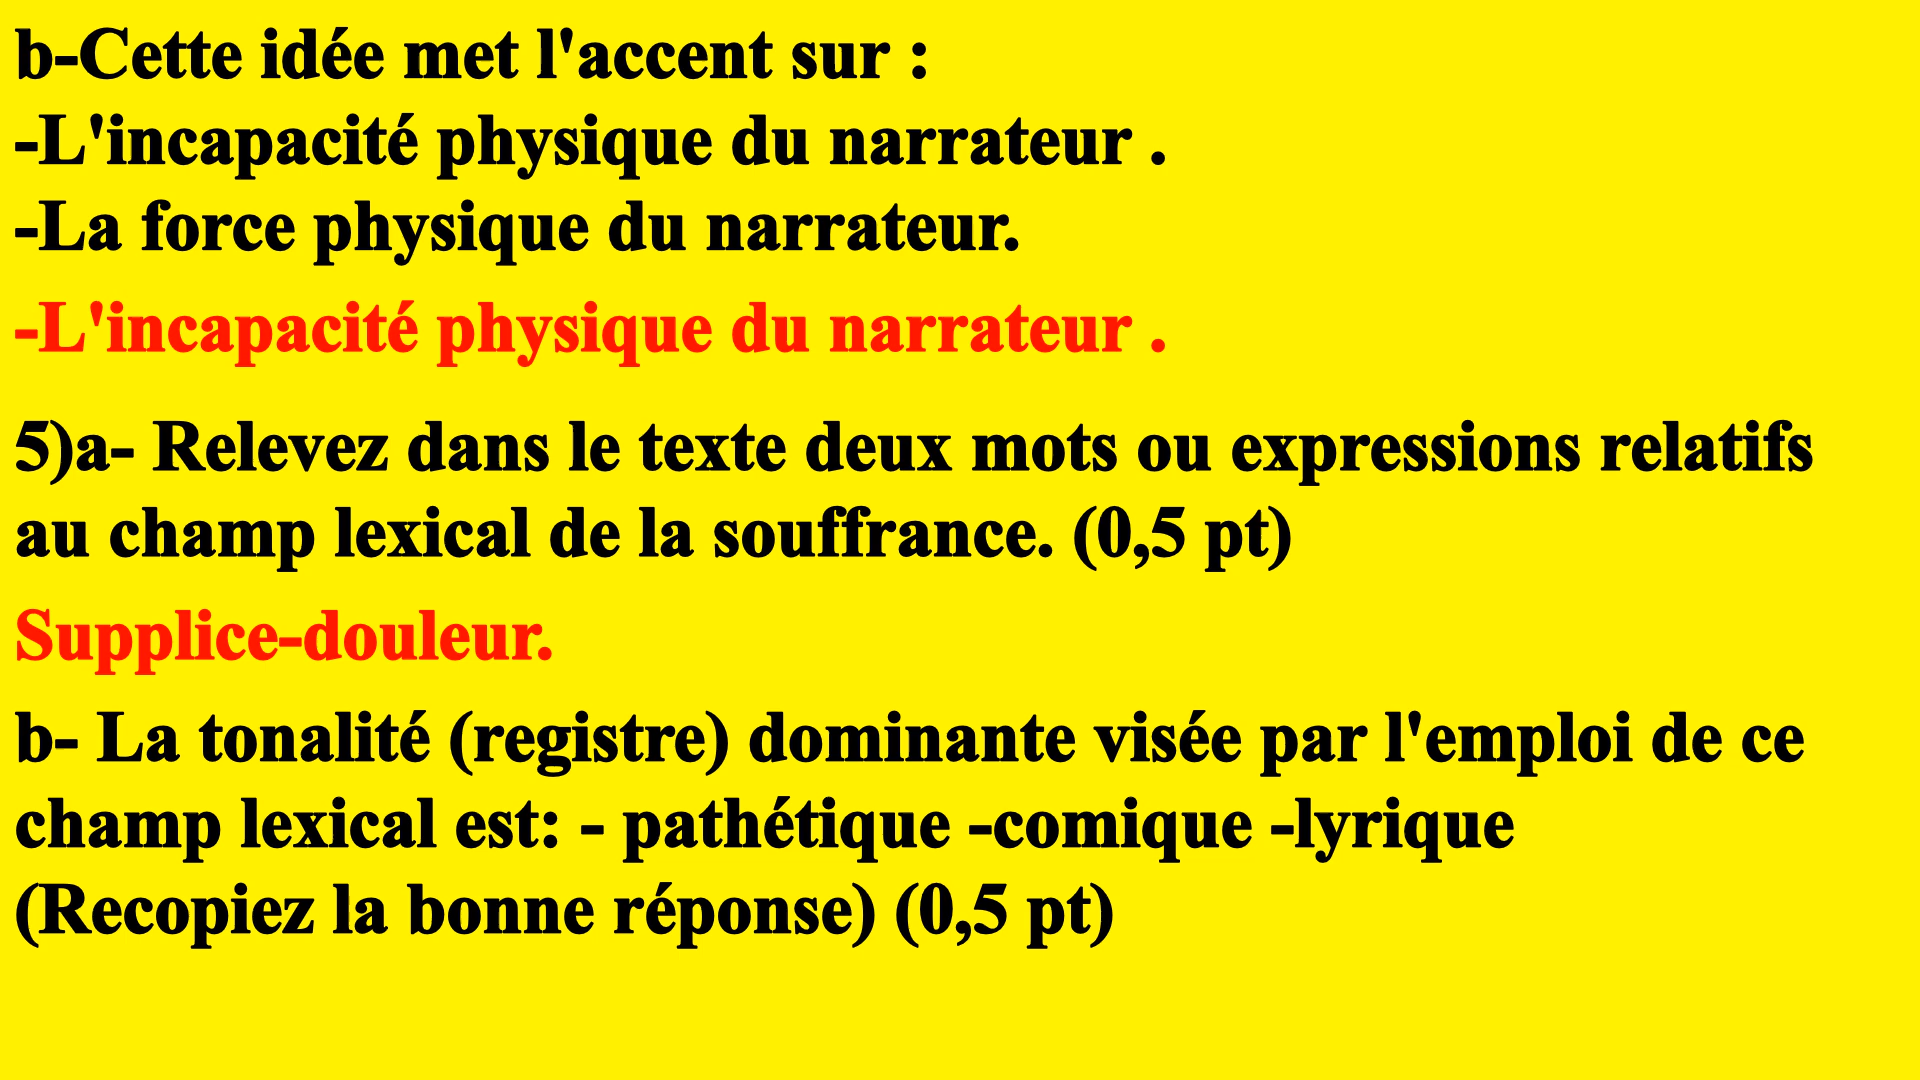 b-Cette idée met l'accent sur :
-L'incapacité physique du narrateur .
-La force physique du narrateur.
-L'incapacité physique du narrateur .
5)a- Relevez dans le texte deux mots ou expressions relatifs
au champ lexical de la souffrance. (0,5 pt)
Supplice-douleur.
b- La tonalité (registre) dominante visée par l'emploi de ce
champ lexical est: - pathétique -comique -lyrique
(Recopiez la bonne réponse) (0,5 pt)